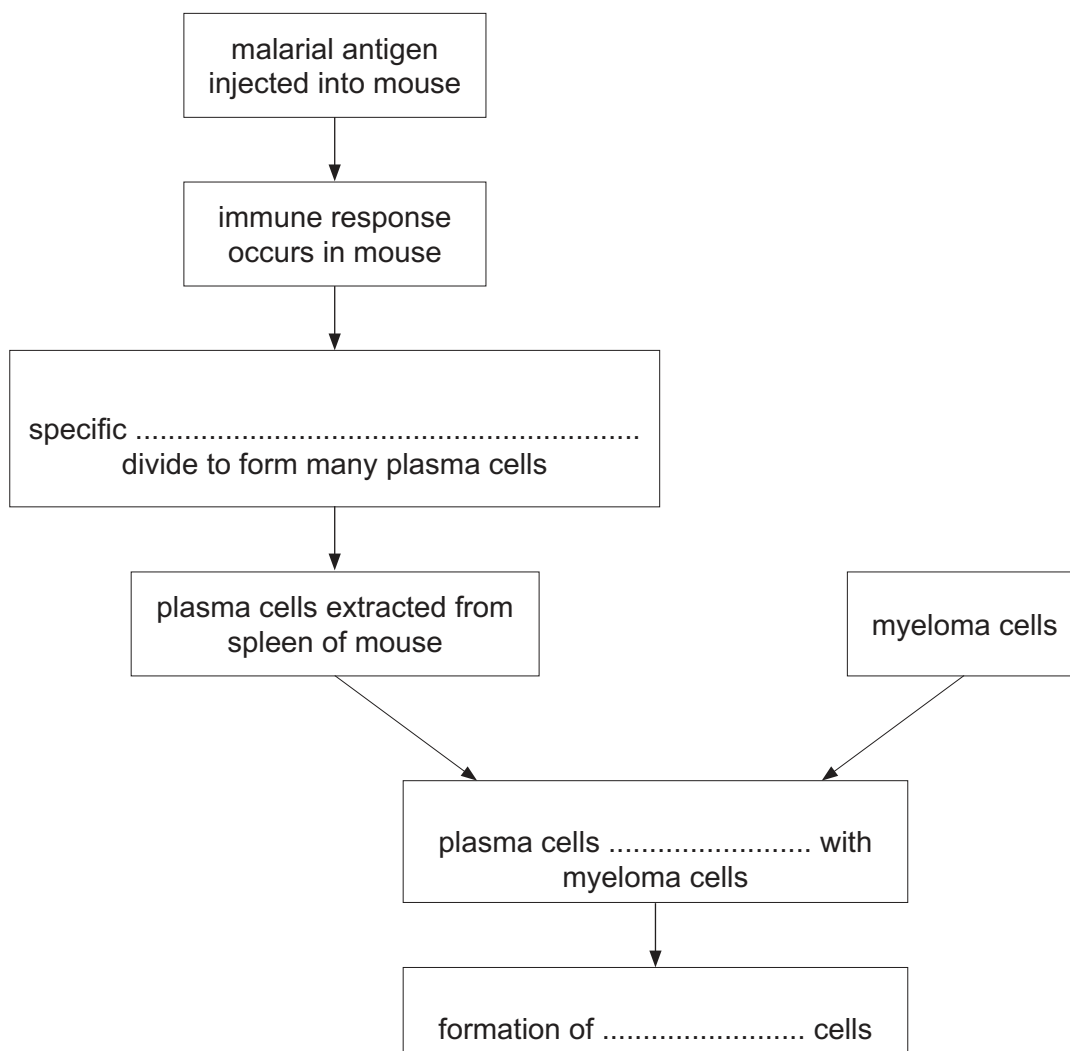 malarial antigen
injected into mouse
immune response
occurs in mouse
specific ..............................................................
divide to form many plasma cells
plasma cells extracted from
spleen of mouse
myeloma cells
plasma cells ......................... with
myeloma cells
formation of ......................... cells